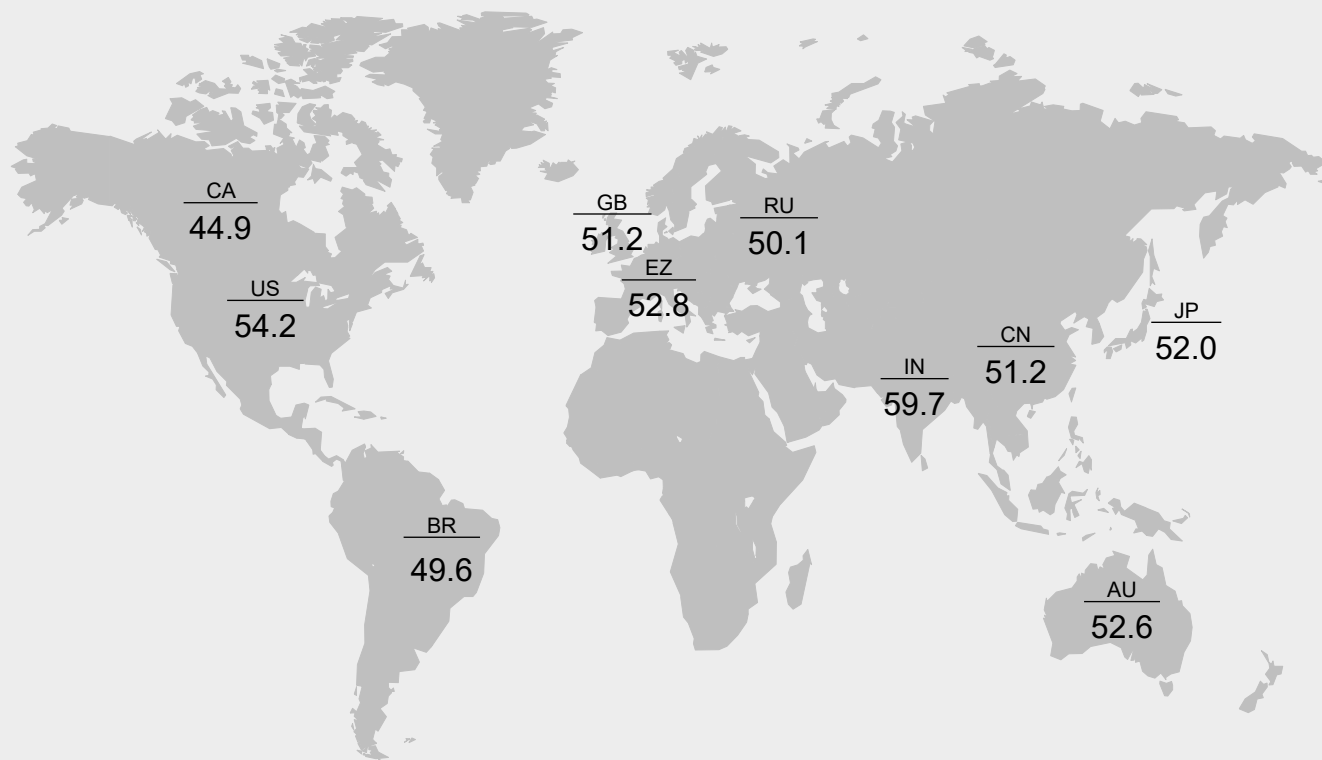 CA
44.9
US
54.2
BR
49.6
GB
51.2
EZ
52.8
RU
50.1
IN
59.7
CN
51.2
JP
52.0
AU
52.6